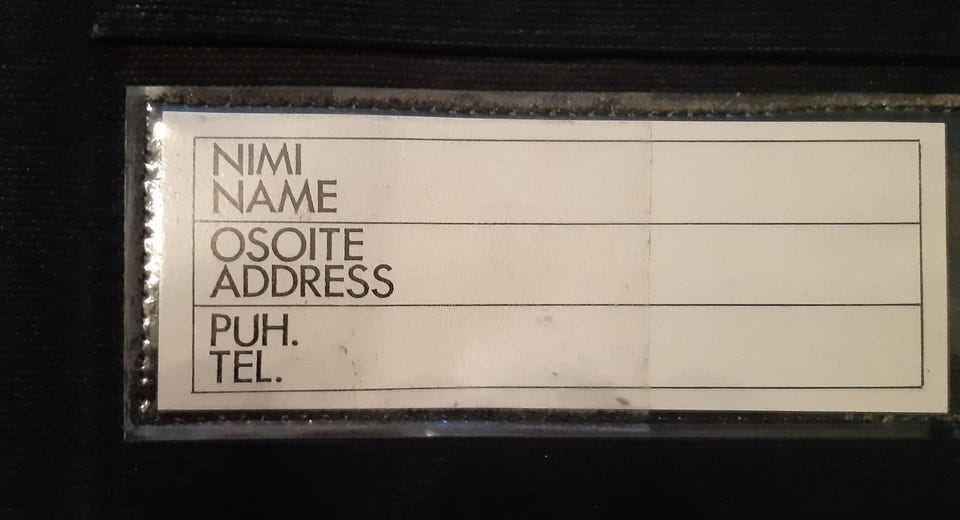 NIMI
NAME
OSOITE
ADDRESS
PUH.
TEL.